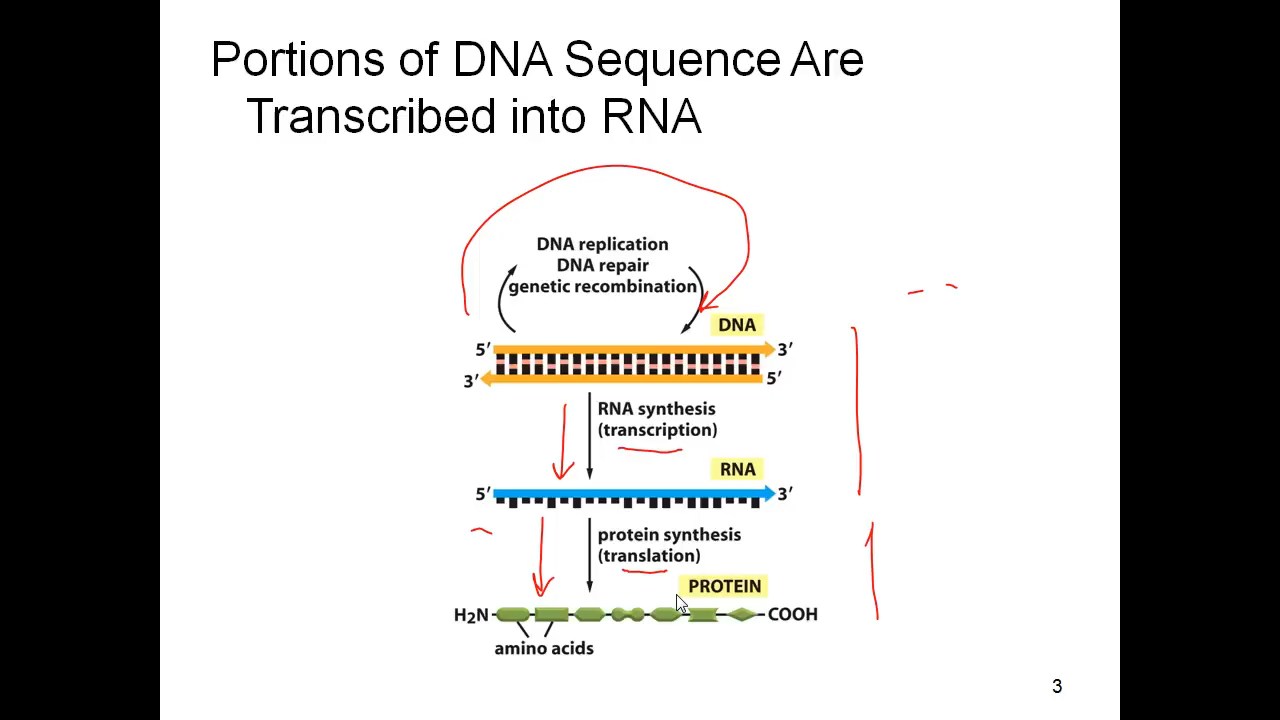 Portions of DNA Sequence Are
Transcribed into RNA
DNA replication
DNA repair
genetic recombination
DNA
5′ 3′
3′ 5′
RNA synthesis
(transcription)
RNA
5′ 3′
protein synthesis
(translation)
PROTEIN
H₂N COOH
amino acids
3